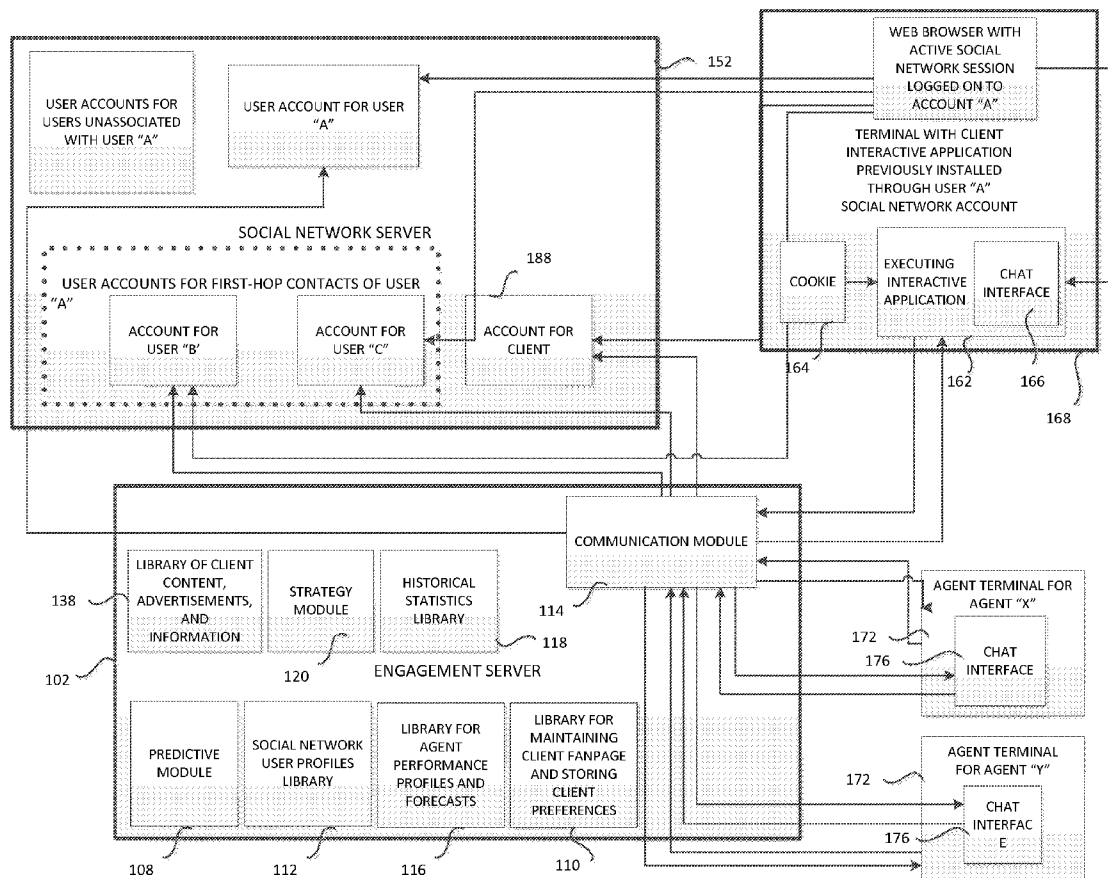 USER ACCOUNTS FOR
USERS UNASSOCIATED
WITH USER "A"
USER ACCOUNT FOR USER
"A"
152
WEB BROWSER WITH
ACTIVE SOCIAL
NETWORK SESSION
LOGGED ON TO
ACCOUNT "A"
TERMINAL WITH CLIENT
INTERACTIVE APPLICATION
PREVIOUSLY INSTALLED
THROUGH USER "A"
SOCIAL NETWORK ACCOUNT
SOCIAL NETWORK SERVER
USER ACCOUNTS FOR FIRST-HOP CONTACTS OF USER
"A"
ACCOUNT FOR
USER "B'
ACCOUNT FOR
USER "C"
188
ACCOUNT FOR
CLIENT
COOKIE
EXECUTING
INTERACTIVE
APPLICATION
CHAT
INTERFACE
164
162
166
168
COMMUNICATION MODULE
114
LIBRARY OF CLIENT
CONTENT,
ADVERTISEMENTS,
AND
INFORMATION
138
STRATEGY
MODULE
120
HISTORICAL
STATISTICS
LIBRARY
118
102
ENGAGEMENT SERVER
PREDICTIVE
MODULE
SOCIAL NETWORK
USER PROFILES
LIBRARY
LIBRARY FOR
AGENT
PERFORMANCE
PROFILES AND
FORECASTS
LIBRARY FOR
MAINTAINING
CLIENT FANPAGE
AND STORING
CLIENT
PREFERENCES
108
112
116
110
AGENT TERMINAL FOR
AGENT "X"
172
176
CHAT
INTERFACE
AGENT TERMINAL
FOR AGENT "Y"
172
176
CHAT
INTERFAC
E